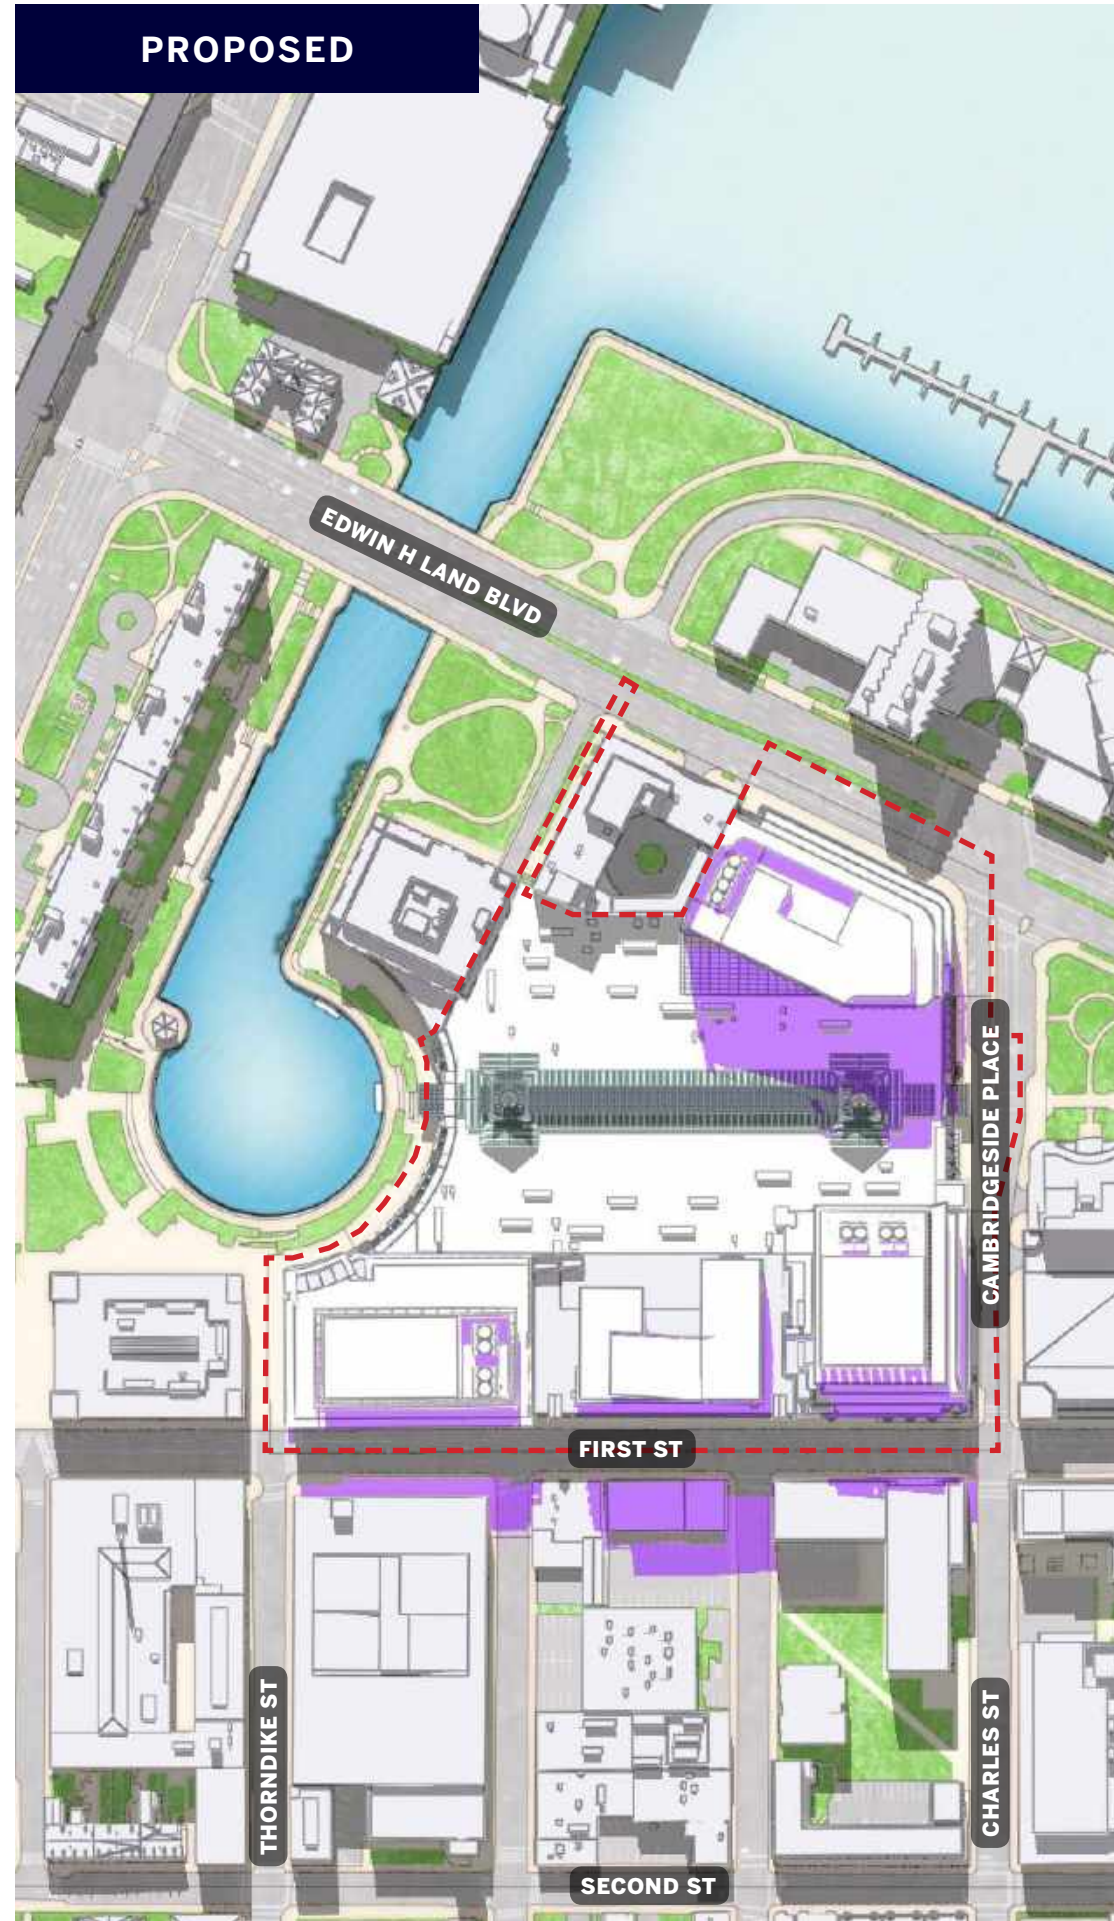 PROPOSED
EDWIN H LAND BLVD
CAMBRIDGESIDE PLACE
FIRST ST
THORNDIKE ST
CHARLES ST
SECOND ST